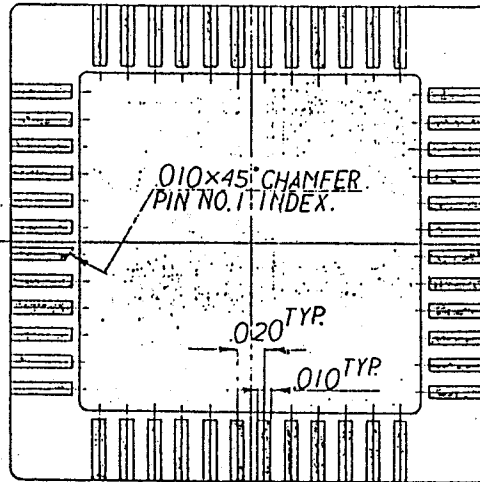 .010×45° CHAMFER
PIN NO. 1 INDEX.
.020 TYP.
.010 TYP.